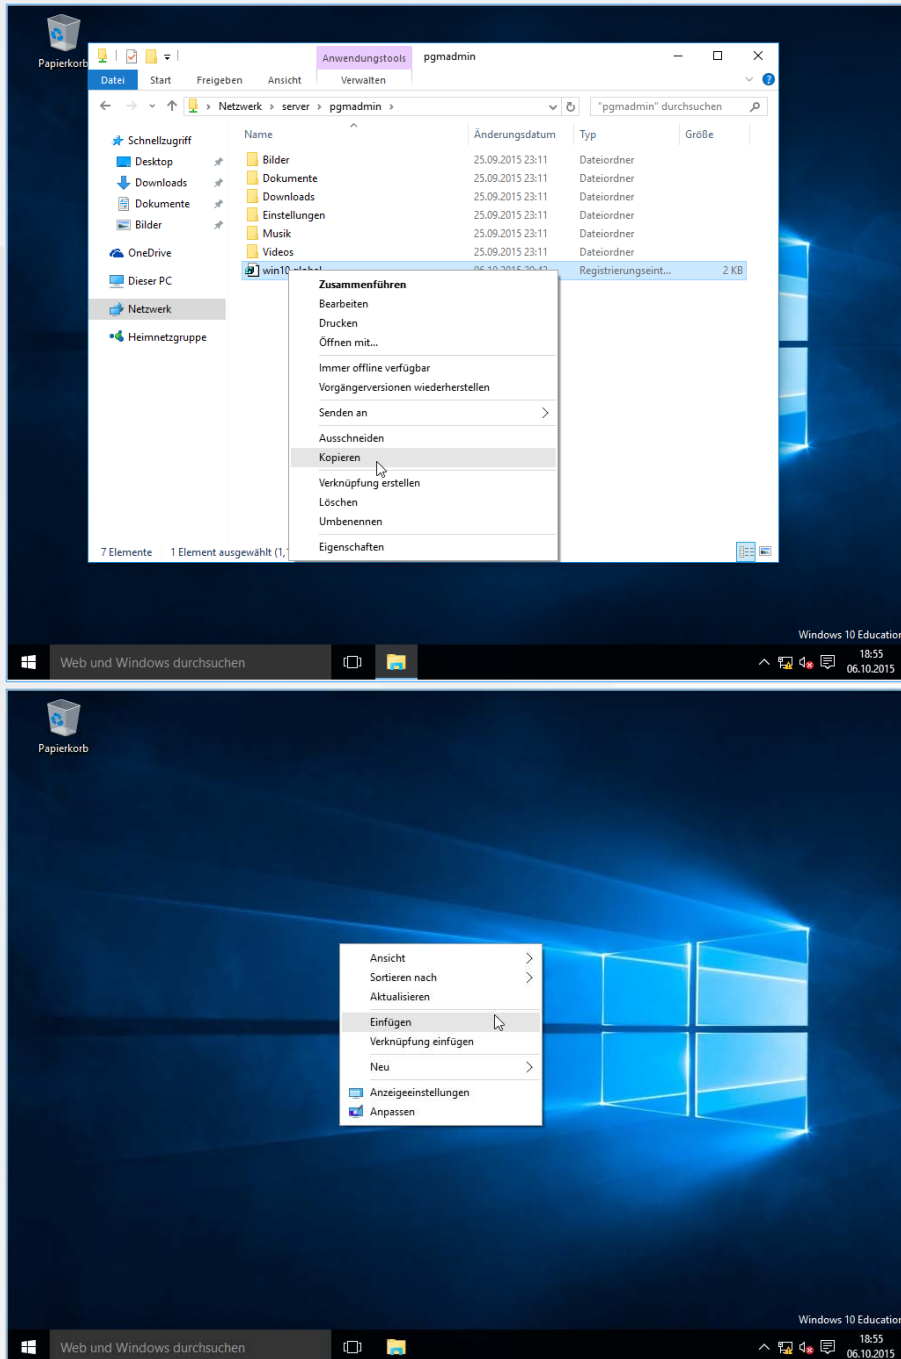 Papierkorb
Anwendungstools pgmadmin
Datei Start Freigeben Ansicht Verwalten
Netzwerk server pgmadmin "pgmadmin" durchsuchen
Name Änderungsdatum Typ Größe
Schnellzugriff
Desktop
Downloads
Dokumente
Bilder
OneDrive
Dieser PC
Netzwerk
Heimnetzgruppe
Bilder 25.09.2015 23:11 Dateiordner
Dokumente 25.09.2015 23:11 Dateiordner
Downloads 25.09.2015 23:11 Dateiordner
Einstellungen 25.09.2015 23:11 Dateiordner
Musik 25.09.2015 23:11 Dateiordner
Videos 25.09.2015 23:11 Dateiordner
win10 Registrierungseint... 2 KB
Zusammenführen
Bearbeiten
Drucken
Öffnen mit...
Immer offline verfügbar
Vorgängerversionen wiederherstellen
Senden an
Ausschneiden
Kopieren
Verknüpfung erstellen
Löschen
Umbenennen
Eigenschaften
7 Elemente 1 Element ausgewählt (1,
Windows 10 Education
Web und Windows durchsuchen 18:55
06.10.2015
Papierkorb
Ansicht
Sortieren nach
Aktualisieren
Einfügen
Verknüpfung einfügen
Neu
Anzeigeeinstellungen
Anpassen
Windows 10 Education
Web und Windows durchsuchen 18:55
06.10.2015